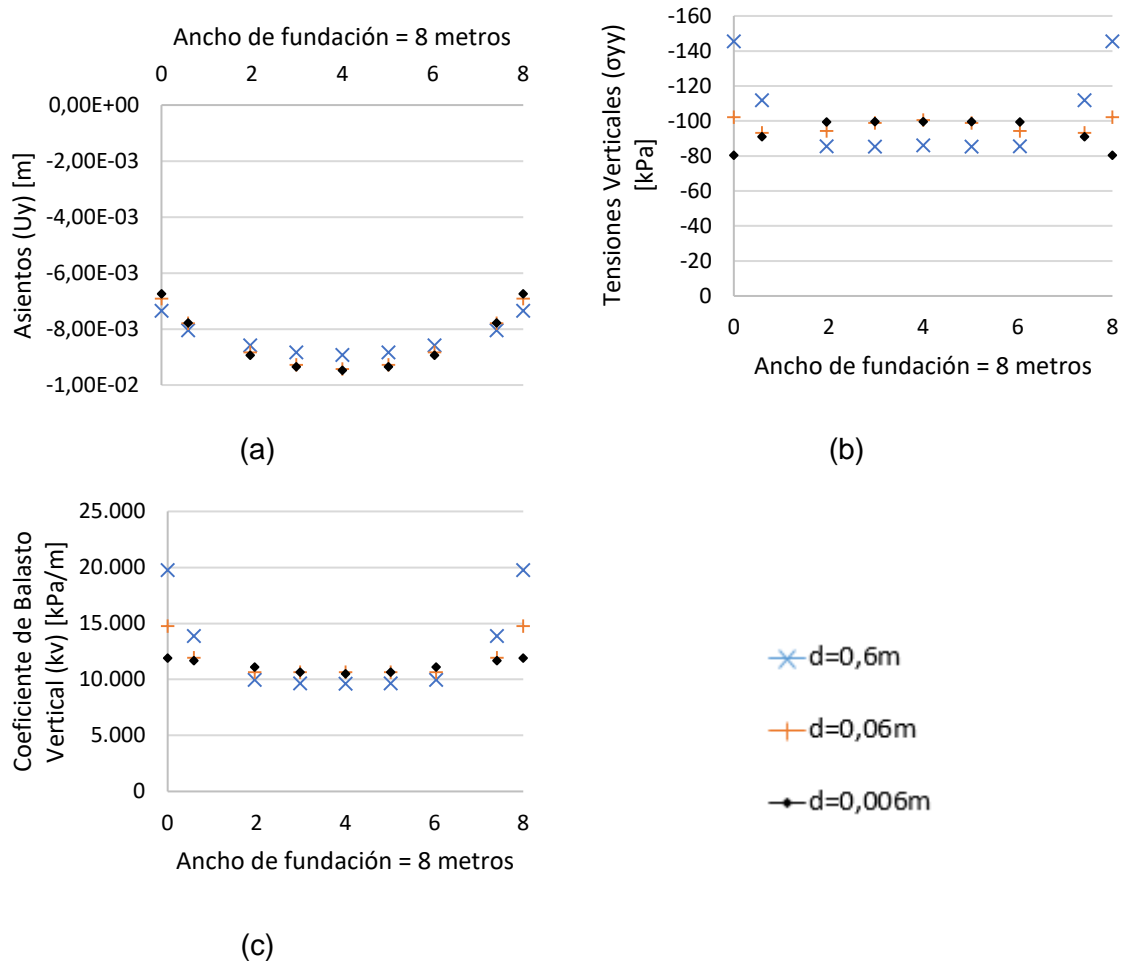 Ancho de fundación = 8 metros
0 2 4 6 8
0,00E+00
-2,00E-03
-4,00E-03
-6,00E-03
-8,00E-03
-1,00E-02
Asientos (Uy) [m]
(a)
-160
-140
-120
-100
-80
-60
-40
-20
0
Tensiones Verticales (σyy)
[kPa]
0 2 4 6 8
Ancho de fundación = 8 metros
(b)
25.000
20.000
15.000
10.000
5.000
0
Coeficiente de Balasto
Vertical (kv) [kPa/m]
0 2 4 6 8
Ancho de fundación = 8 metros
(c)
d=0,6m
d=0,06m
d=0,006m